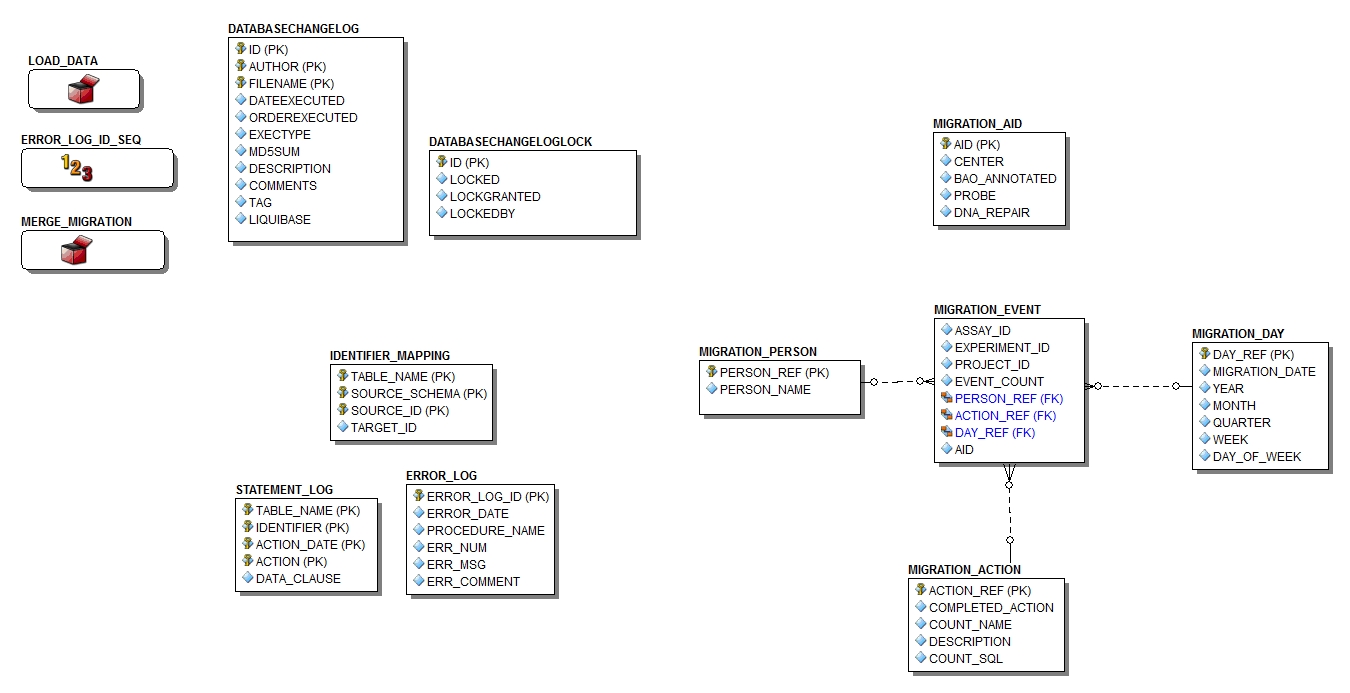 LOAD_DATA
ERROR_LOG_ID_SEQ
123
MERGE_MIGRATION
DATABASECHANGELOG
ID (PK)
AUTHOR (PK)
FILENAME (PK)
DATEEXECUTED
ORDEREXECUTED
EXECTYPE
MD5SUM
DESCRIPTION
COMMENTS
TAG
LIQUIBASE
DATABASECHANGELOGLOCK
ID (PK)
LOCKED
LOCKGRANTED
LOCKEDBY
MIGRATION_AID
AID (PK)
CENTER
BAO_ANNOTATED
PROBE
DNA_REPAIR
IDENTIFIER_MAPPING
TABLE_NAME (PK)
SOURCE_SCHEMA (PK)
SOURCE_ID (PK)
TARGET_ID
STATEMENT_LOG
TABLE_NAME (PK)
IDENTIFIER (PK)
ACTION_DATE (PK)
ACTION (PK)
DATA_CLAUSE
ERROR_LOG
ERROR_LOG_ID (PK)
ERROR_DATE
PROCEDURE_NAME
ERR_NUM
ERR_MSG
ERR_COMMENT
MIGRATION_PERSON
PERSON_REF (PK)
PERSON_NAME
MIGRATION_EVENT
ASSAY_ID
EXPERIMENT_ID
PROJECT_ID
EVENT_COUNT
PERSON_REF (FK)
ACTION_REF (FK)
DAY_REF (FK)
AID
MIGRATION_DAY
DAY_REF (PK)
MIGRATION_DATE
YEAR
MONTH
QUARTER
WEEK
DAY_OF_WEEK
MIGRATION_ACTION
ACTION_REF (PK)
COMPLETED_ACTION
COUNT_NAME
DESCRIPTION
COUNT_SQL